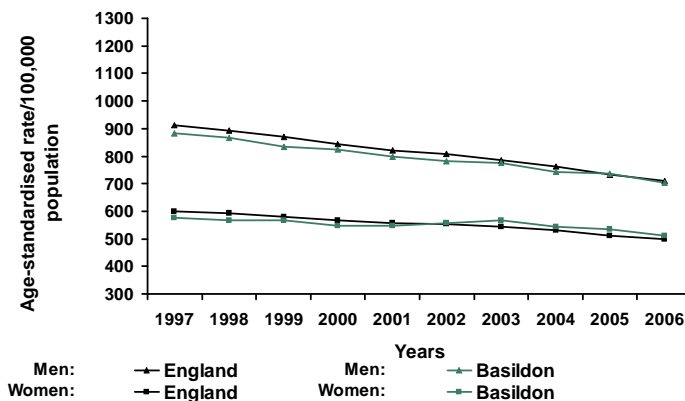 1300
1200
1100
1000
900
800
700
600
500
400
300
Age-standardised rate/100,000
population
1997 1998 1999 2000 2001 2002 2003 2004 2005 2006
Years
Men: England Men: Basildon
Women: England Women: Basildon